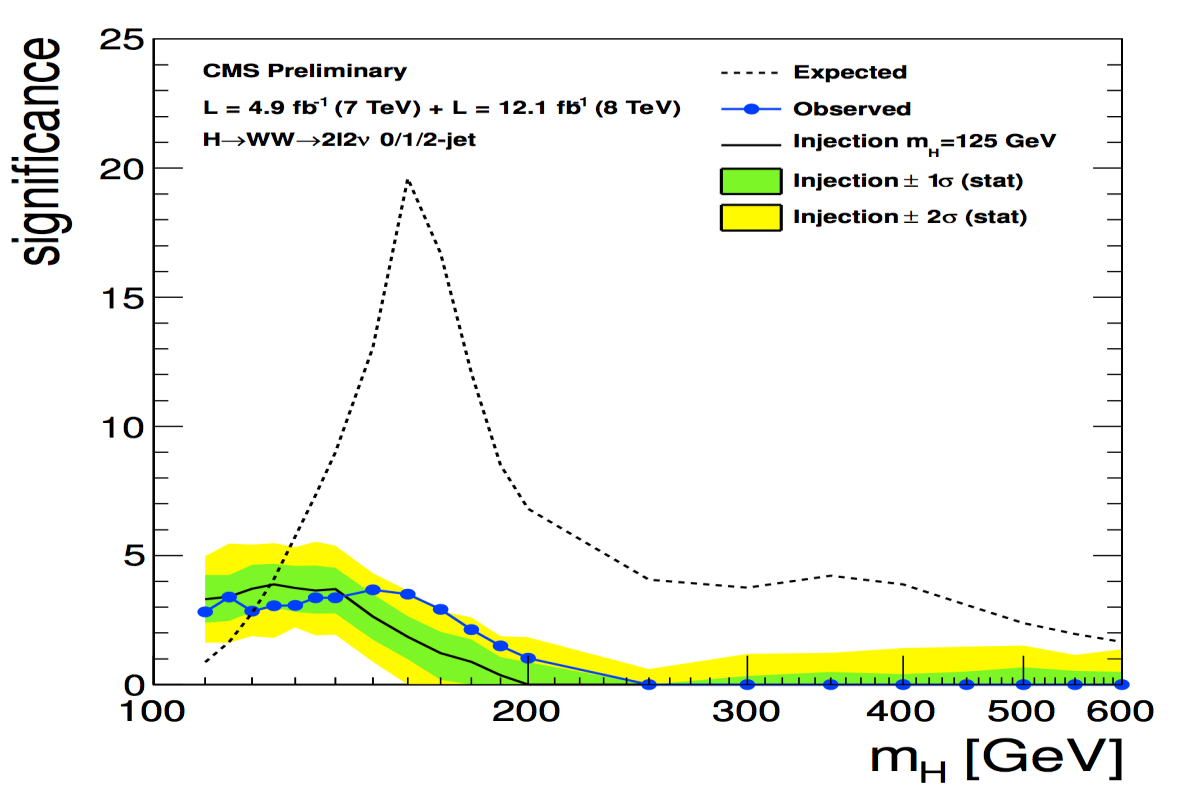 significance
25
20
15
10
5
0
CMS Preliminary
L = 4.9 fb⁻¹ (7 TeV) + L = 12.1 fb⁻¹ (8 TeV)
H→WW→2l2ν 0/1/2-jet
Expected
Observed
Injection m_H=125 GeV
Injection ± 1σ (stat)
Injection ± 2σ (stat)
100 200 300 400 500 600
m_H [GeV]